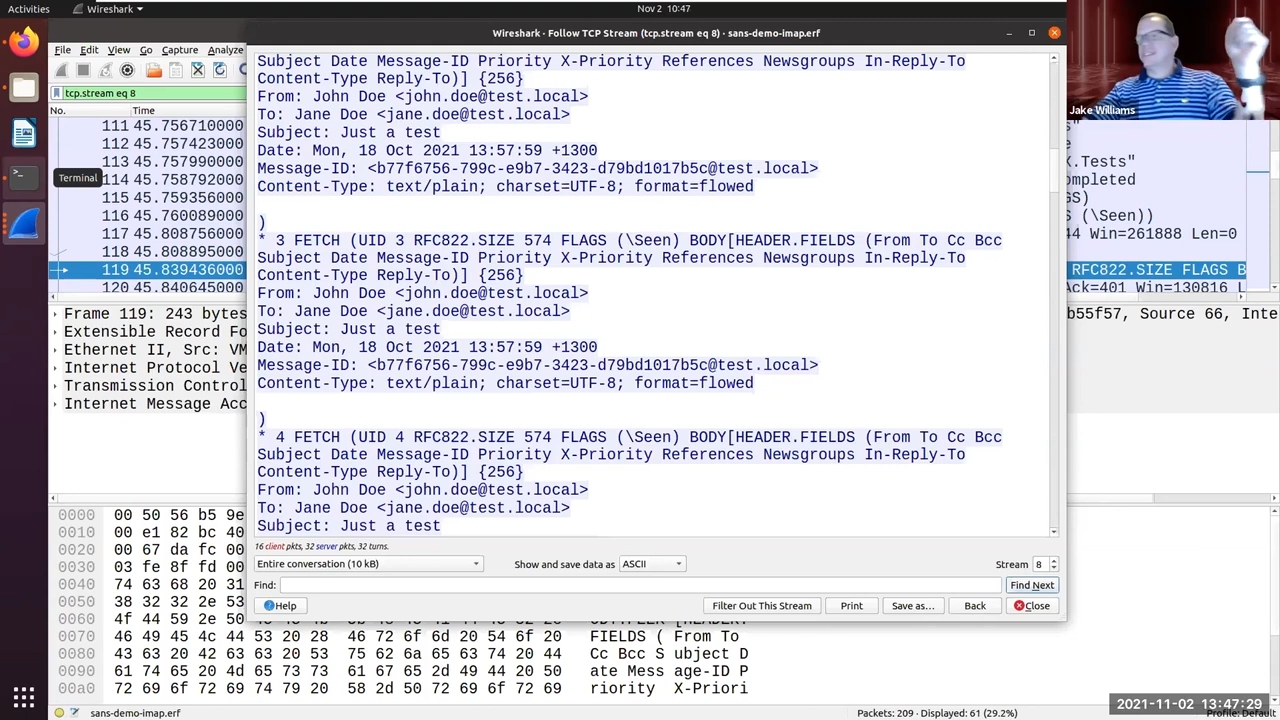 Activities
Wireshark
Nov 2 10:47
Wireshark · Follow TCP Stream (tcp.stream eq 8) · sans-demo-imap.erf
File Edit View Go Capture Analyze
tcp.stream eq 8
No. Time
111 45.756710000
112 45.757423000
113 45.757990000
114 45.758792000
115 45.759356000
116 45.760089000
117 45.808756000
118 45.808895000
119 45.839436000
120 45.840645000
Terminal
Subject Date Message-ID Priority X-Priority References Newsgroups In-Reply-To
Content-Type Reply-To)] {256}
From: John Doe <john.doe@test.local>
To: Jane Doe <jane.doe@test.local>
Subject: Just a test
Date: Mon, 18 Oct 2021 13:57:59 +1300
Message-ID: <b77f6756-799c-e9b7-3423-d79bd1017b5c@test.local>
Content-Type: text/plain; charset=UTF-8; format=flowed
)
* 3 FETCH (UID 3 RFC822.SIZE 574 FLAGS (\Seen) BODY[HEADER.FIELDS (From To Cc Bcc
Subject Date Message-ID Priority X-Priority References Newsgroups In-Reply-To
Content-Type Reply-To)] {256}
From: John Doe <john.doe@test.local>
To: Jane Doe <jane.doe@test.local>
Subject: Just a test
Date: Mon, 18 Oct 2021 13:57:59 +1300
Message-ID: <b77f6756-799c-e9b7-3423-d79bd1017b5c@test.local>
Content-Type: text/plain; charset=UTF-8; format=flowed
)
* 4 FETCH (UID 4 RFC822.SIZE 574 FLAGS (\Seen) BODY[HEADER.FIELDS (From To Cc Bcc
Subject Date Message-ID Priority X-Priority References Newsgroups In-Reply-To
Content-Type Reply-To)] {256}
From: John Doe <john.doe@test.local>
To: Jane Doe <jane.doe@test.local>
Subject: Just a test
16 client pkts, 32 server pkts, 32 turns.
Entire conversation (10 kB)
Show and save data as ASCII
Stream 8
Find:
Find Next
Help
Filter Out This Stream
Print
Save as…
Back
Close
Jake Williams
X.Tests"
ompleted
GS)
S (\Seen))
44 Win=261888 Len=0
RFC822.SIZE FLAGS B
Ack=401 Win=130816 L
Frame 119: 243 bytes
b55f57, Source 66, Inte
Extensible Record Fo
Ethernet II, Src: VM
Internet Protocol Ve
Transmission Control
Internet Message Acc
0000 00 50 56 b5 9e
0010 00 e1 82 bc 40
0020 00 67 da fc 00
0030 03 fe 8f fd 00
0040 74 63 68 20 31
0050 38 32 32 2e 53
0060 4f 44 59 2e 50
0070 46 49 45 4c 44 53 20 28 46 72 6f 6d 20 54 6f 20 FIELDS ( From To
0080 43 63 20 42 63 63 20 53 75 62 6a 65 63 74 20 44 Cc Bcc S ubject D
0090 61 74 65 20 4d 65 73 73 61 67 65 2d 49 44 20 50 ate Mess age-ID P
00a0 72 69 6f 72 69 74 79 20 58 2d 50 72 69 6f 72 69 riority X-Priori
sans-demo-imap.erf
Packets: 209 · Displayed: 61 (29.2%)
Profile: Default
2021-11-02 13:47:29